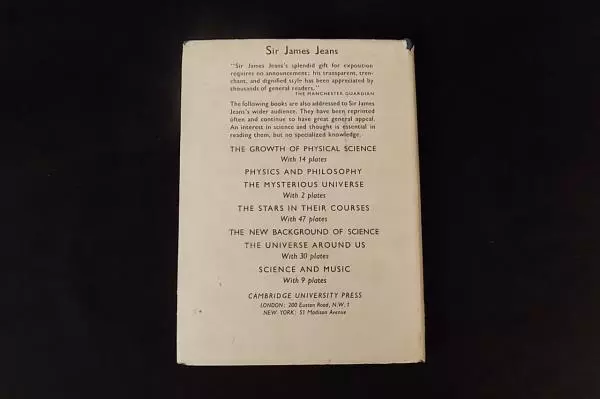 Sir James Jeans
"Sir James Jeans's splendid gift for exposition
requires no announcement; his transparent, tren-
chant, and dignified style has been appreciated by
thousands of general readers."
THE MANCHESTER GUARDIAN
The following books are also addressed to Sir James
Jeans's wider audience. They have been reprinted
often and continue to have great general appeal.
An interest in science and thought is essential in
reading them, but no specialized knowledge.
THE GROWTH OF PHYSICAL SCIENCE
With 14 plates
PHYSICS AND PHILOSOPHY
THE MYSTERIOUS UNIVERSE
With 2 plates
THE STARS IN THEIR COURSES
With 47 plates
THE NEW BACKGROUND OF SCIENCE
THE UNIVERSE AROUND US
With 30 plates
SCIENCE AND MUSIC
With 9 plates
CAMBRIDGE UNIVERSITY PRESS
LONDON: 200 Euston Road, N.W. 1
NEW YORK: 51 Madison Avenue